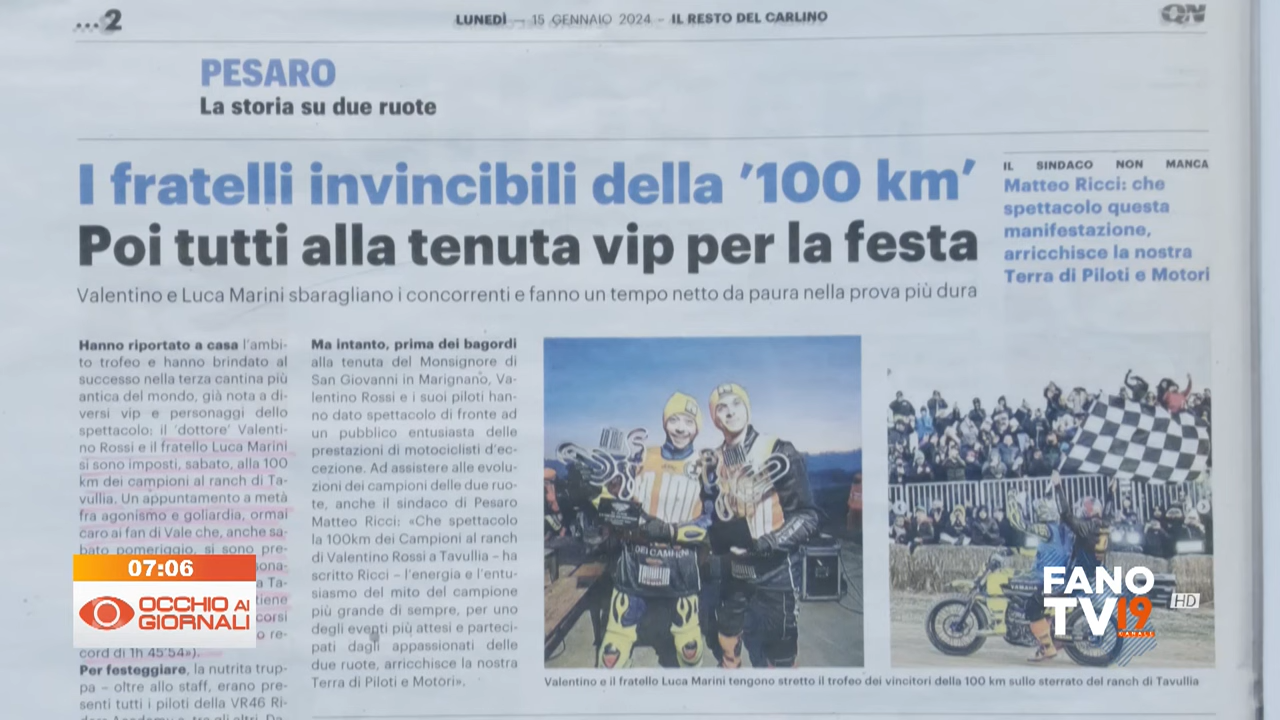 ...2
LUNEDÌ — 15 GENNAIO 2024 – IL RESTO DEL CARLINO
QN
PESARO
La storia su due ruote
I fratelli invincibili della '100 km'
Poi tutti alla tenuta vip per la festa
Valentino e Luca Marini sbaragliano i concorrenti e fanno un tempo netto da paura nella prova più dura
IL SINDACO NON MANCA
Matteo Ricci: che
spettacolo questa
manifestazione,
arricchisce la nostra
Terra di Piloti e Motori
Hanno riportato a casa l'ambi-
to trofeo e hanno brindato al
successo nella terza cantina più
antica del mondo, già nota a di-
versi vip e personaggi dello
spettacolo: il 'dottore' Valenti-
no Rossi e il fratello Luca Marini
si sono imposti, sabato, alla 100
km dei campioni al ranch di Ta-
vullia. Un appuntamento a metà
fra agonismo e goliardia, ormai
caro ai fan di Vale che, anche sa-
bato pomeriggio, si sono pre-
sona-
a Ta-
tiene
corsi
o re-
cord di 1h 45'54»).
Per festeggiare, la nutrita trup-
pa – oltre allo staff, erano pre-
senti tutti i piloti della VR46 Ri-
Ma intanto, prima dei bagordi
alla tenuta del Monsignore di
San Giovanni in Marignano, Va-
lentino Rossi e i suoi piloti han-
no dato spettacolo di fronte ad
un pubblico entusiasta delle
prestazioni di motociclisti d'ec-
cezione. Ad assistere alle evolu-
zioni dei campioni delle due ruo-
te, anche il sindaco di Pesaro
Matteo Ricci: «Che spettacolo
la 100km dei Campioni al ranch
di Valentino Rossi a Tavullia – ha
scritto Ricci – l'energia e l'entu-
siasmo del mito del campione
più grande di sempre, per uno
degli eventi più attesi e parteci-
pati dagli appassionati delle
due ruote, arricchisce la nostra
Terra di Piloti e Motori».
DEI CAMPIONI
YAMAHA
Valentino e il fratello Luca Marini tengono stretto il trofeo dei vincitori della 100 km sullo sterrato del ranch di Tavullia
07:06
OCCHIO AI
GIORNALI
FANO
TV19
CANALE
HD